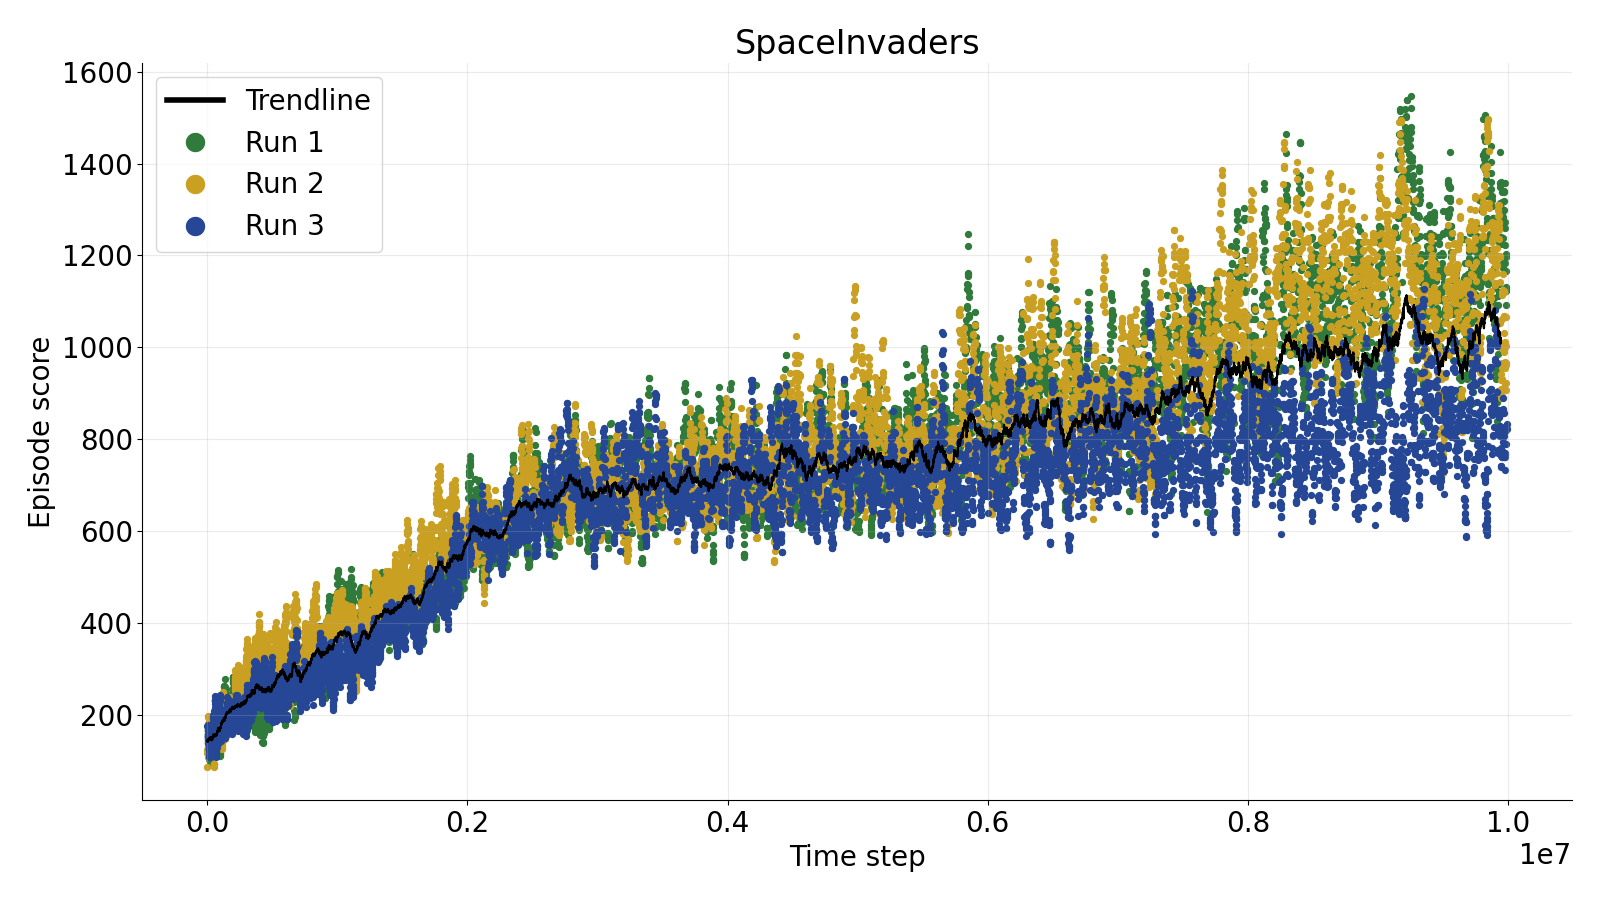 SpaceInvaders
Trendline
Run 1
Run 2
Run 3
Episode score
1600
1400
1200
1000
800
600
400
200
0.0 0.2 0.4 0.6 0.8 1.0
1e7
Time step